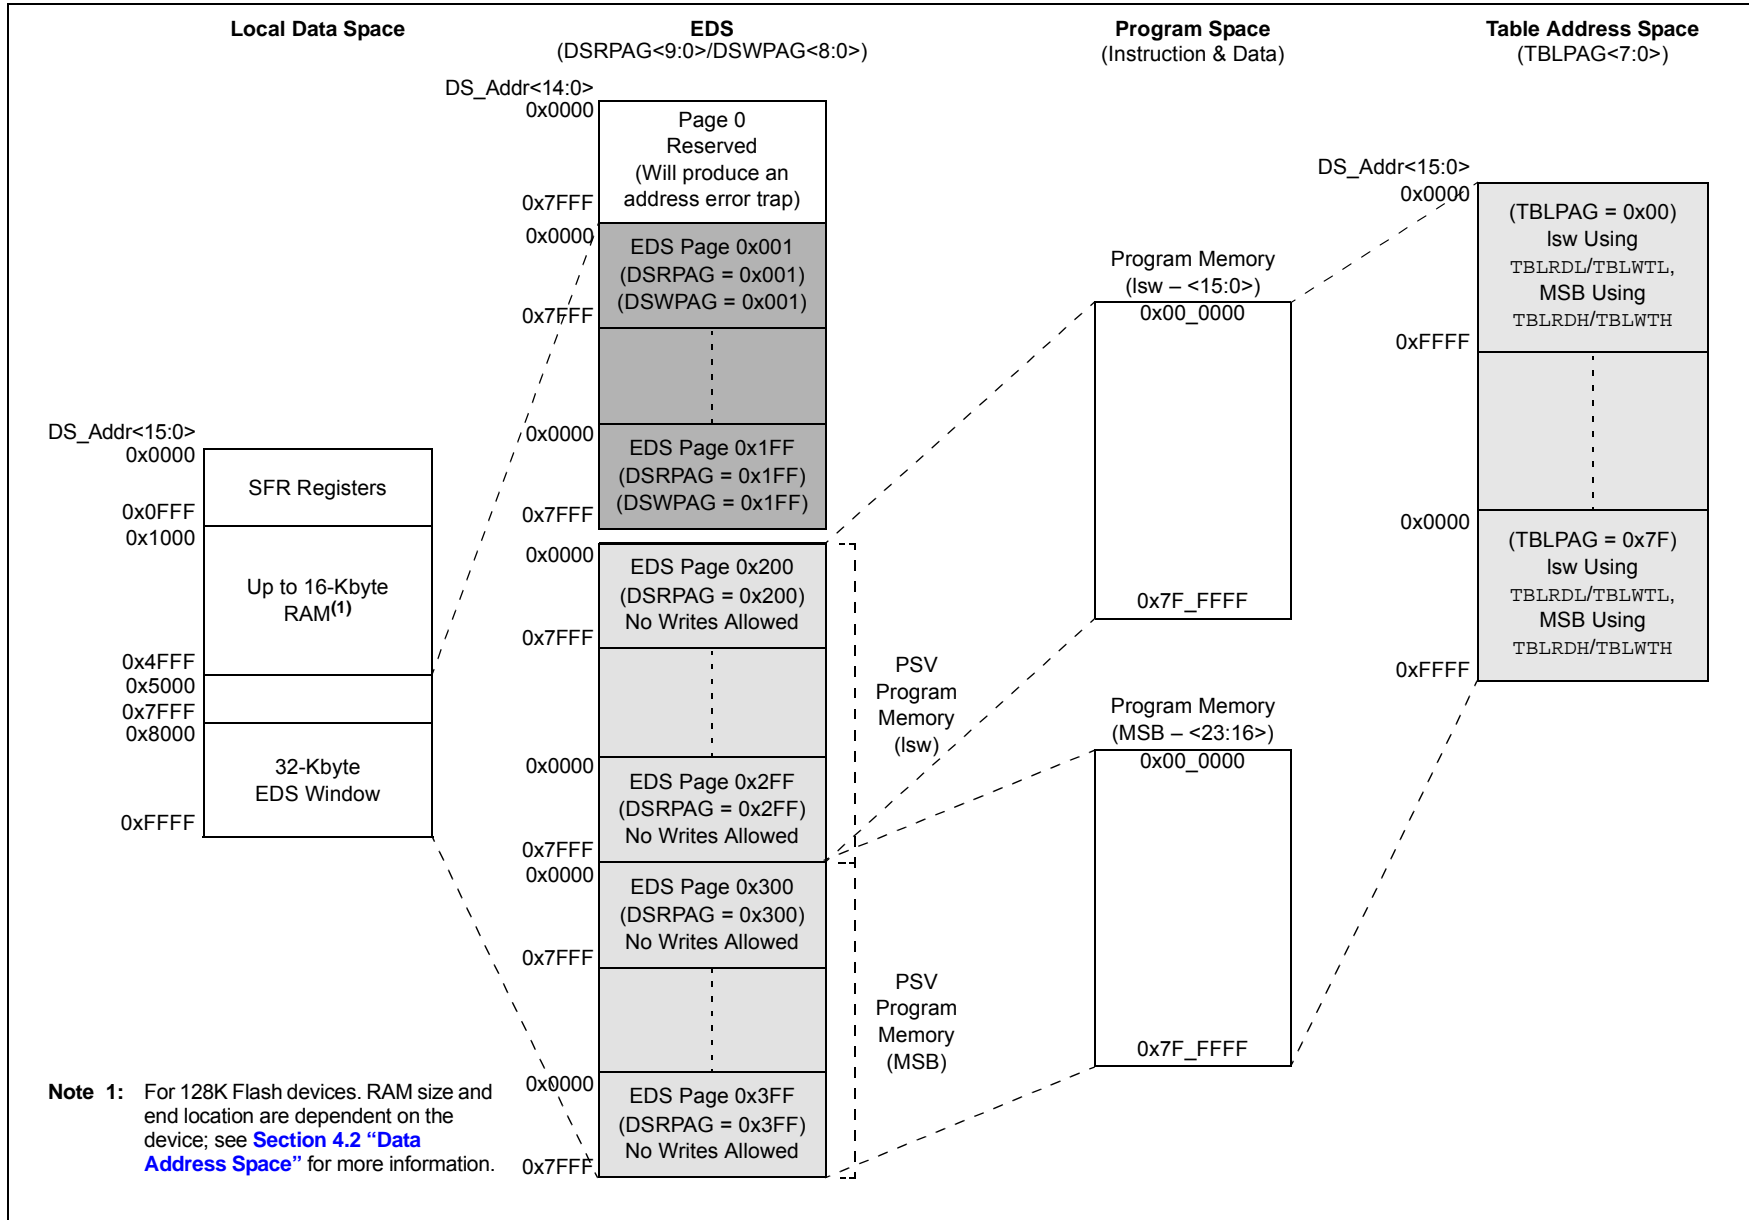 Local Data Space
EDS
(DSRPAG<9:0>/DSWPAG<8:0>)
Program Space
(Instruction & Data)
Table Address Space
(TBLPAG<7:0>)
DS_Addr<15:0>
0x0000
SFR Registers
0x0FFF
0x1000
Up to 16-Kbyte
RAM(1)
0x4FFF
0x5000
0x7FFF
0x8000
32-Kbyte
EDS Window
0xFFFF
DS_Addr<14:0>
0x0000
Page 0
Reserved
(Will produce an
address error trap)
0x7FFF
0x0000
EDS Page 0x001
(DSRPAG = 0x001)
(DSWPAG = 0x001)
0x7FFF
0x0000
EDS Page 0x1FF
(DSRPAG = 0x1FF)
(DSWPAG = 0x1FF)
0x7FFF
0x0000
EDS Page 0x200
(DSRPAG = 0x200)
No Writes Allowed
0x7FFF
0x0000
EDS Page 0x2FF
(DSRPAG = 0x2FF)
No Writes Allowed
0x7FFF
0x0000
EDS Page 0x300
(DSRPAG = 0x300)
No Writes Allowed
0x7FFF
0x0000
EDS Page 0x3FF
(DSRPAG = 0x3FF)
No Writes Allowed
0x7FFF
PSV
Program
Memory
(lsw)
PSV
Program
Memory
(MSB)
Program Memory
(lsw – <15:0>)
0x00_0000
0x7F_FFFF
Program Memory
(MSB – <23:16>)
0x00_0000
0x7F_FFFF
DS_Addr<15:0>
0x0000
(TBLPAG = 0x00)
lsw Using
TBLRDL/TBLWTL,
MSB Using
TBLRDH/TBLWTH
0xFFFF
0x0000
(TBLPAG = 0x7F)
lsw Using
TBLRDL/TBLWTL,
MSB Using
TBLRDH/TBLWTH
0xFFFF
Note 1: For 128K Flash devices. RAM size and
end location are dependent on the
device; see Section 4.2 “Data
Address Space” for more information.